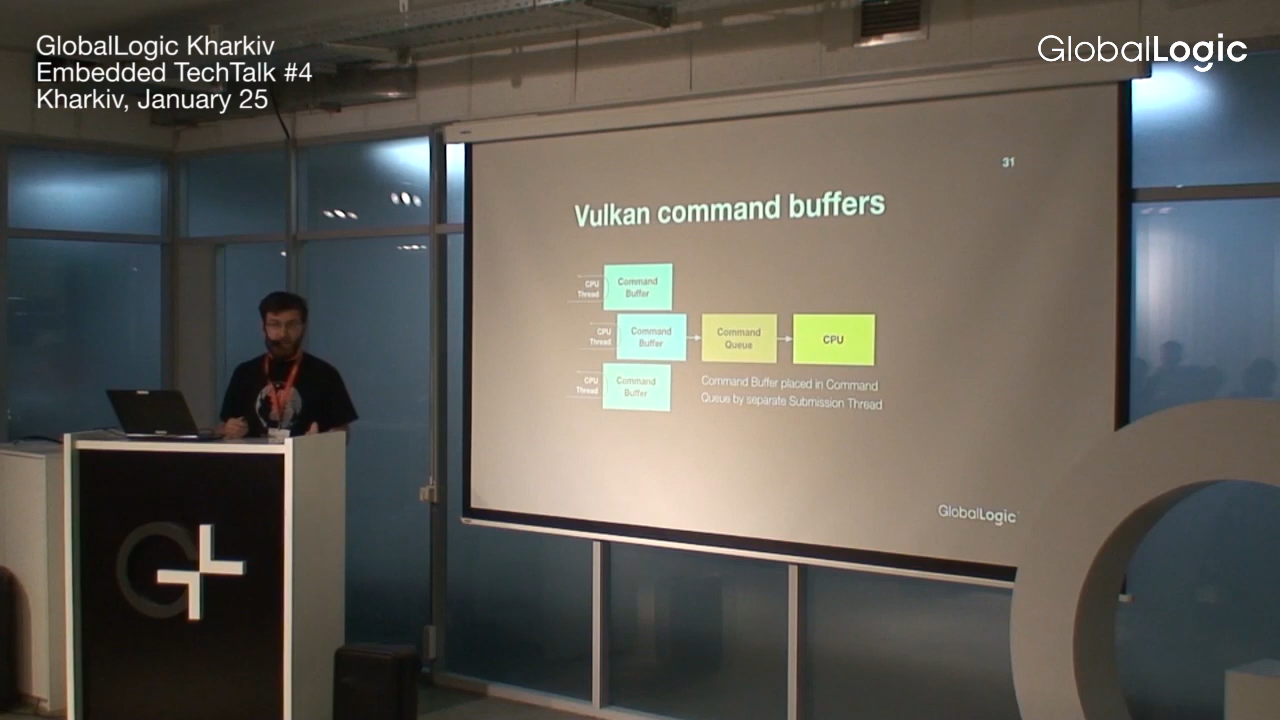 GlobalLogic Kharkiv
Embedded TechTalk #4
Kharkiv, January 25
GlobalLogic
31
Vulkan command buffers
CPU
Thread
Command
Buffer
CPU
Thread
Command
Buffer
Command
Queue
CPU
CPU
Thread
Command
Buffer
Command Buffer placed in Command
Queue by separate Submission Thread
GlobalLogic
GL